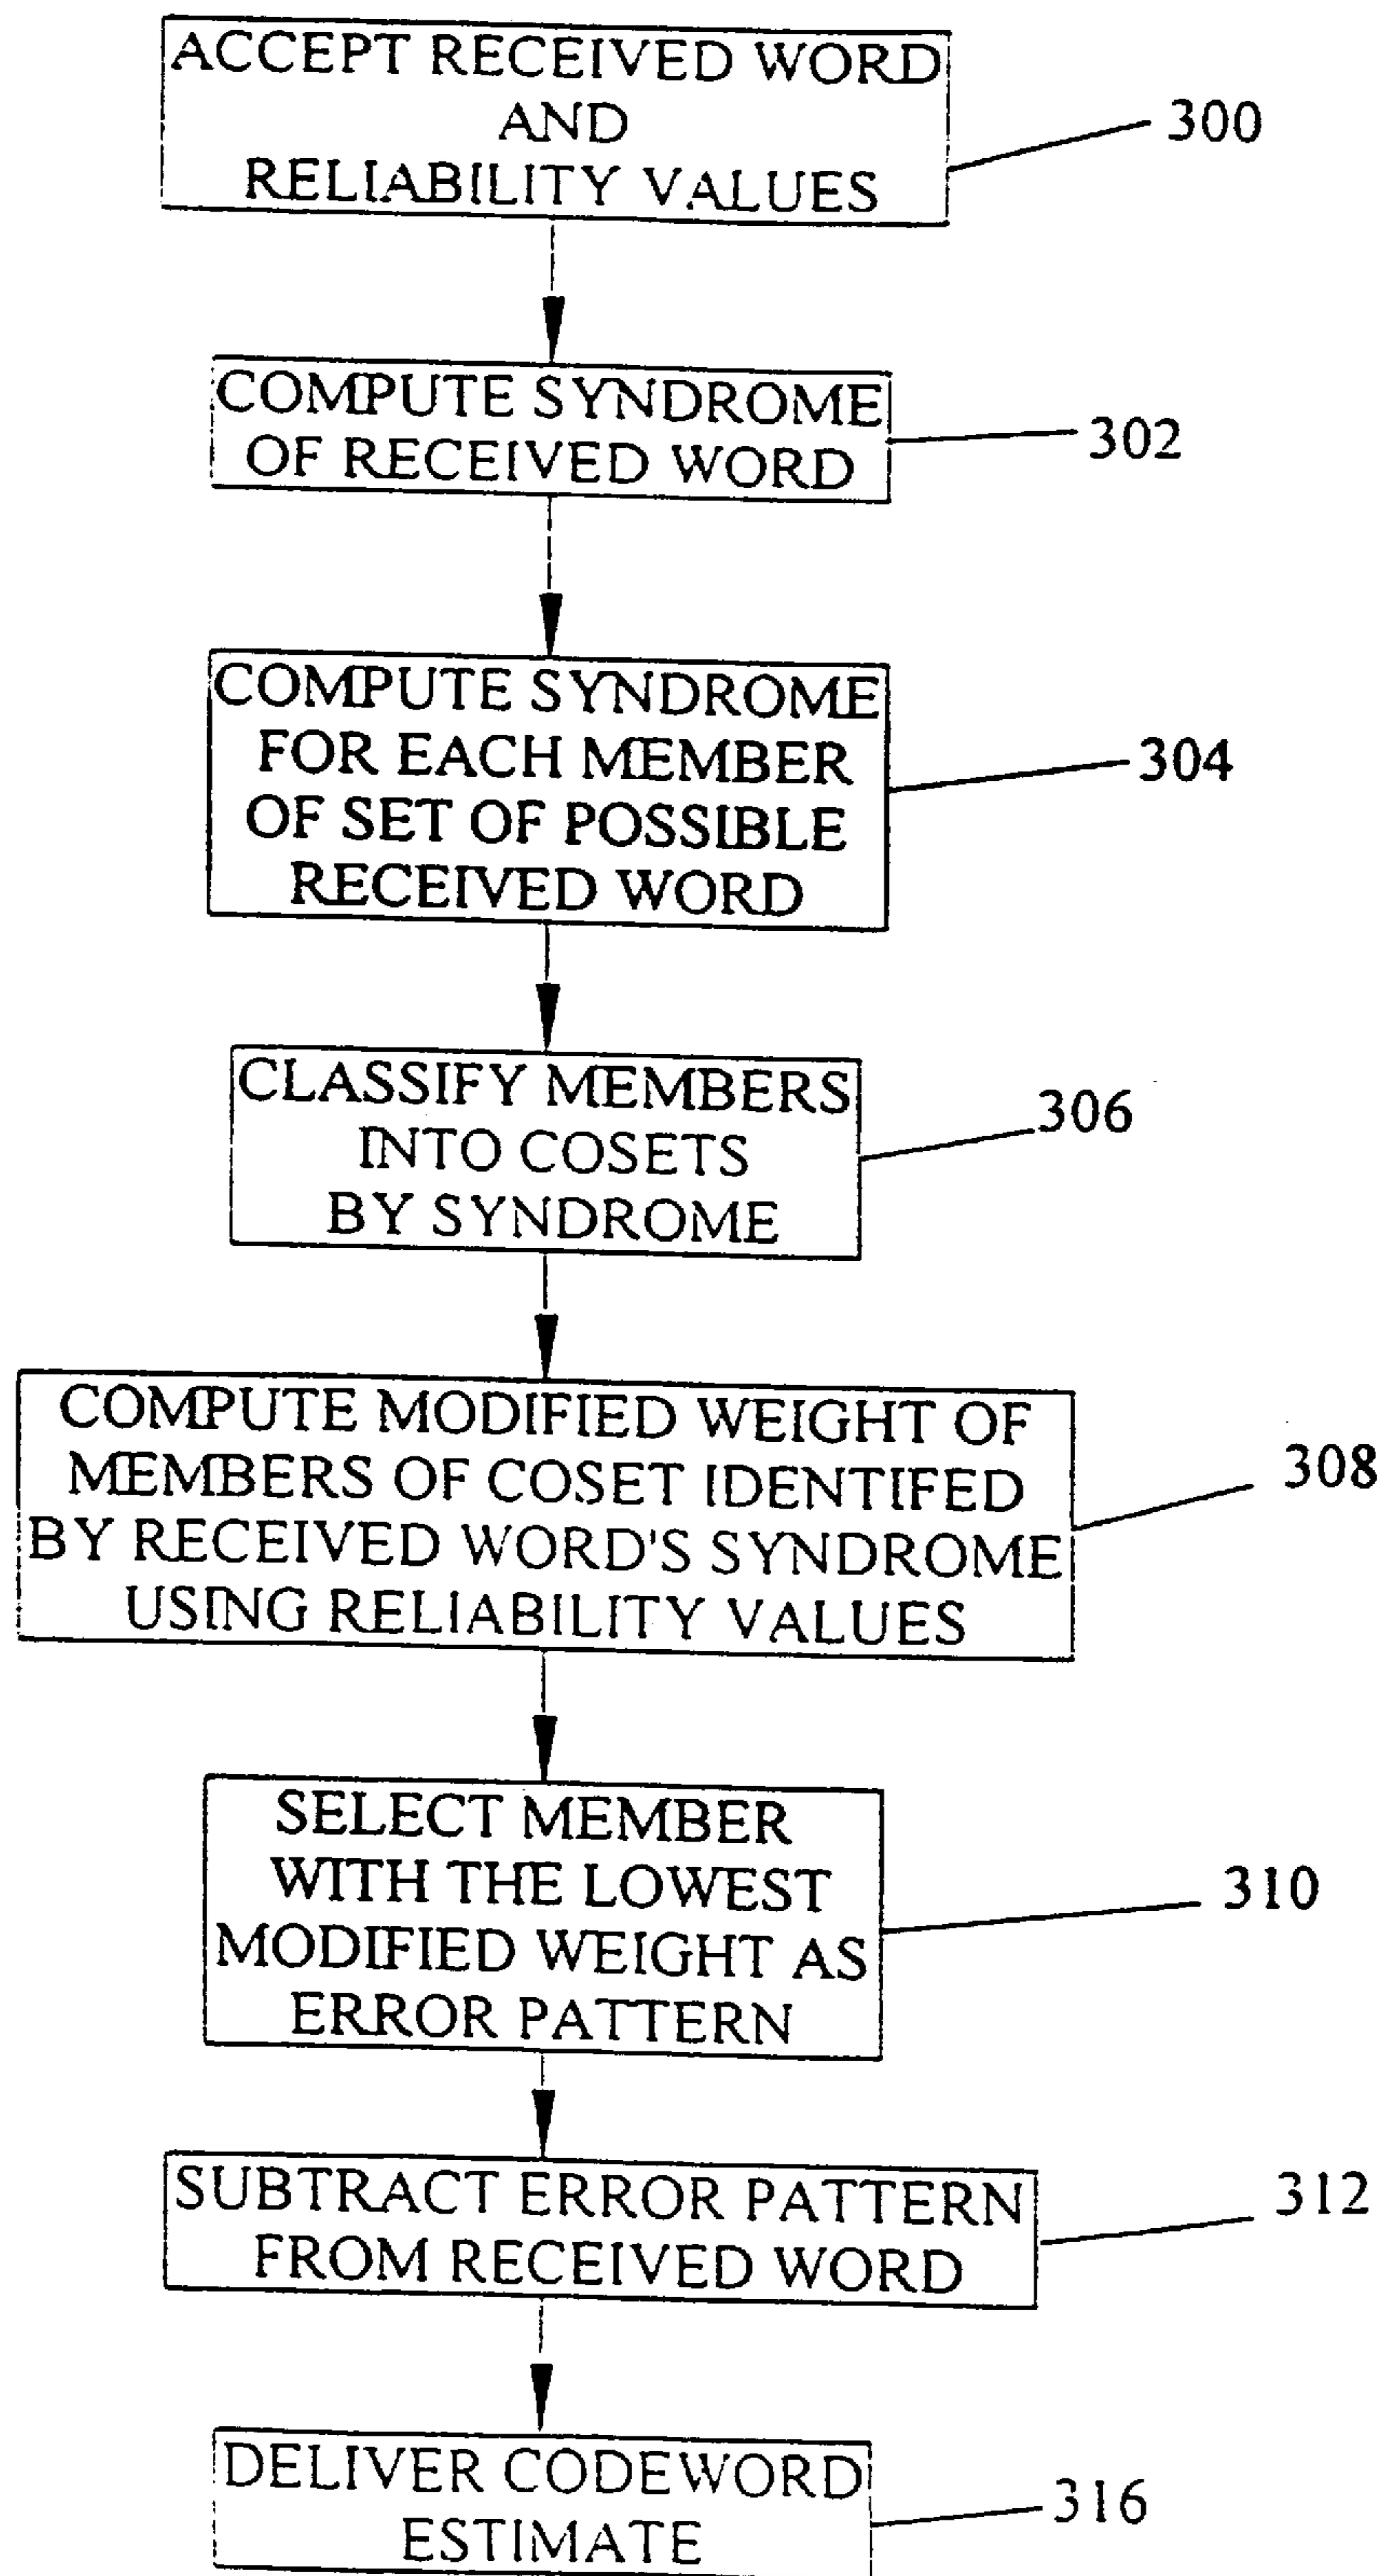 ACCEPT RECEIVED WORD
AND
RELIABILITY VALUES
300
COMPUTE SYNDROME
OF RECEIVED WORD
302
COMPUTE SYNDROME
FOR EACH MEMBER
OF SET OF POSSIBLE
RECEIVED WORD
304
CLASSIFY MEMBERS
INTO COSETS
BY SYNDROME
306
COMPUTE MODIFIED WEIGHT OF
MEMBERS OF COSET IDENTIFED
BY RECEIVED WORD'S SYNDROME
USING RELIABILITY VALUES
308
SELECT MEMBER
WITH THE LOWEST
MODIFIED WEIGHT AS
ERROR PATTERN
310
SUBTRACT ERROR PATTERN
FROM RECEIVED WORD
312
DELIVER CODEWORD
ESTIMATE
316